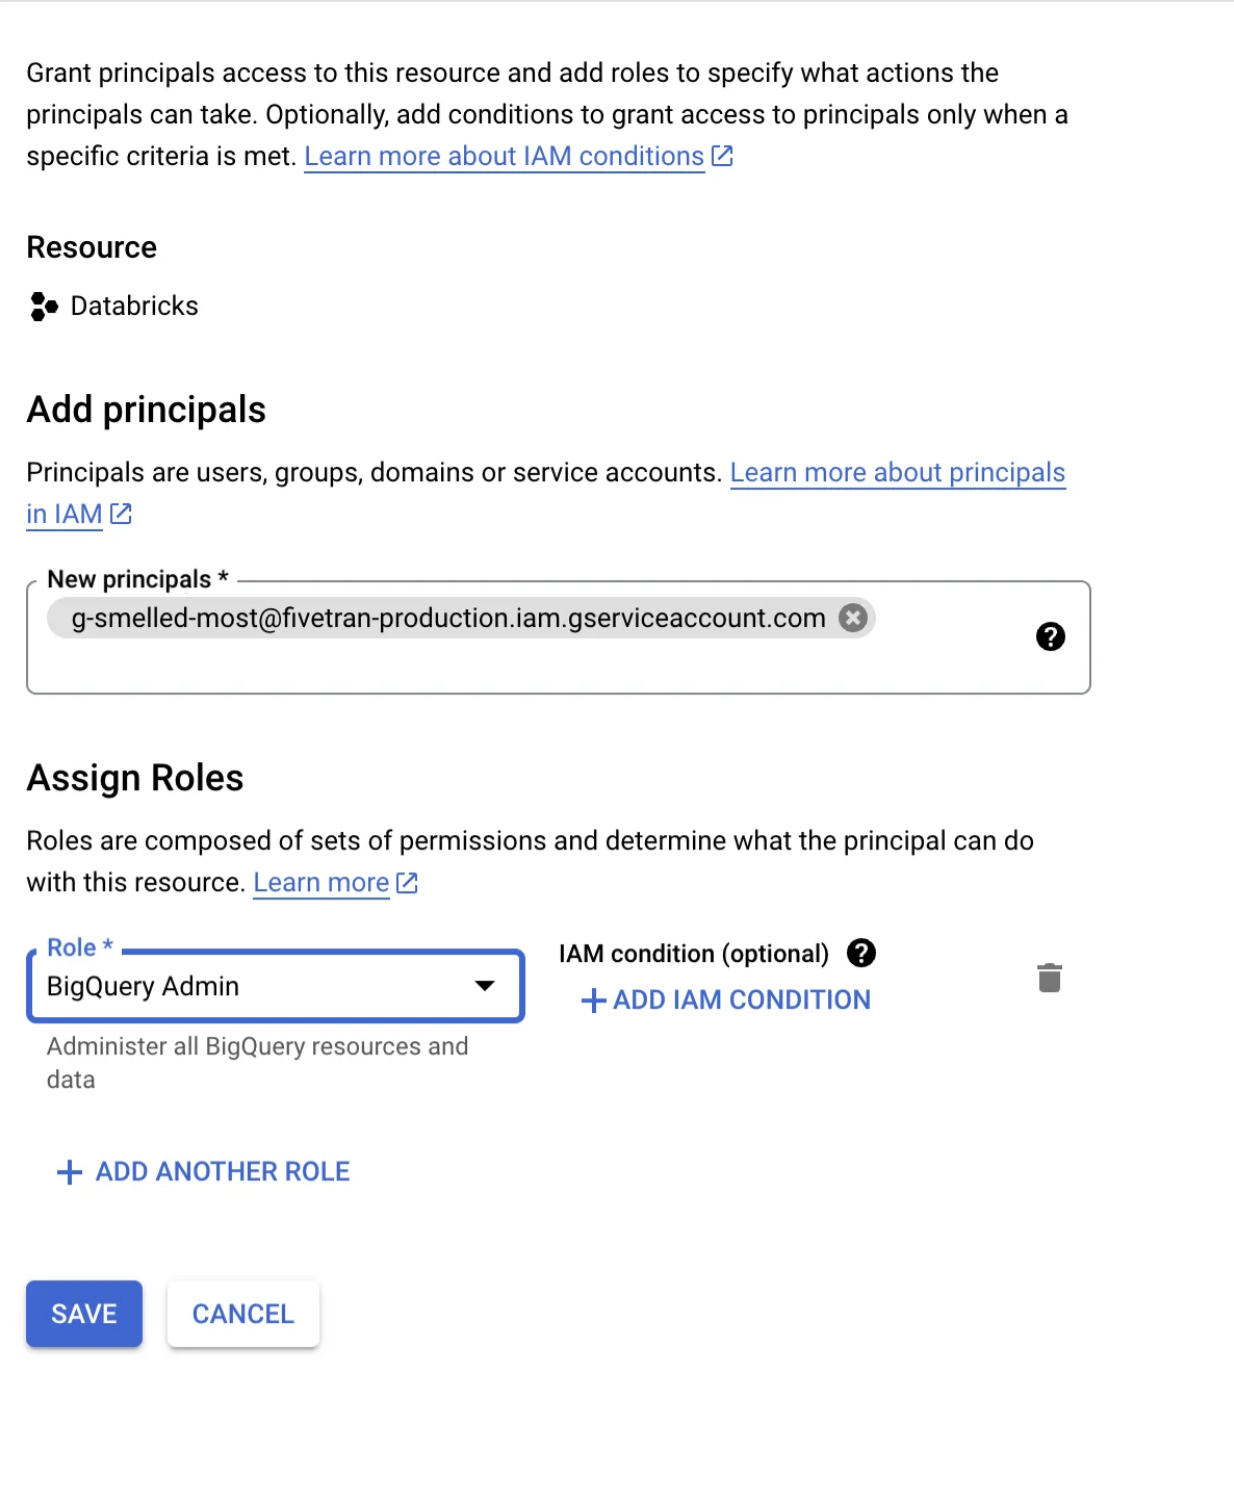 Grant principals access to this resource and add roles to specify what actions the
principals can take. Optionally, add conditions to grant access to principals only when a
specific criteria is met. Learn more about IAM conditions
Resource
Databricks
Add principals
Principals are users, groups, domains or service accounts. Learn more about principals
in IAM
New principals *
g-smelled-most@fivetran-production.iam.gserviceaccount.com
Assign Roles
Roles are composed of sets of permissions and determine what the principal can do
with this resource. Learn more
Role *
BigQuery Admin
Administer all BigQuery resources and
data
IAM condition (optional)
+ ADD IAM CONDITION
+ ADD ANOTHER ROLE
SAVE CANCEL